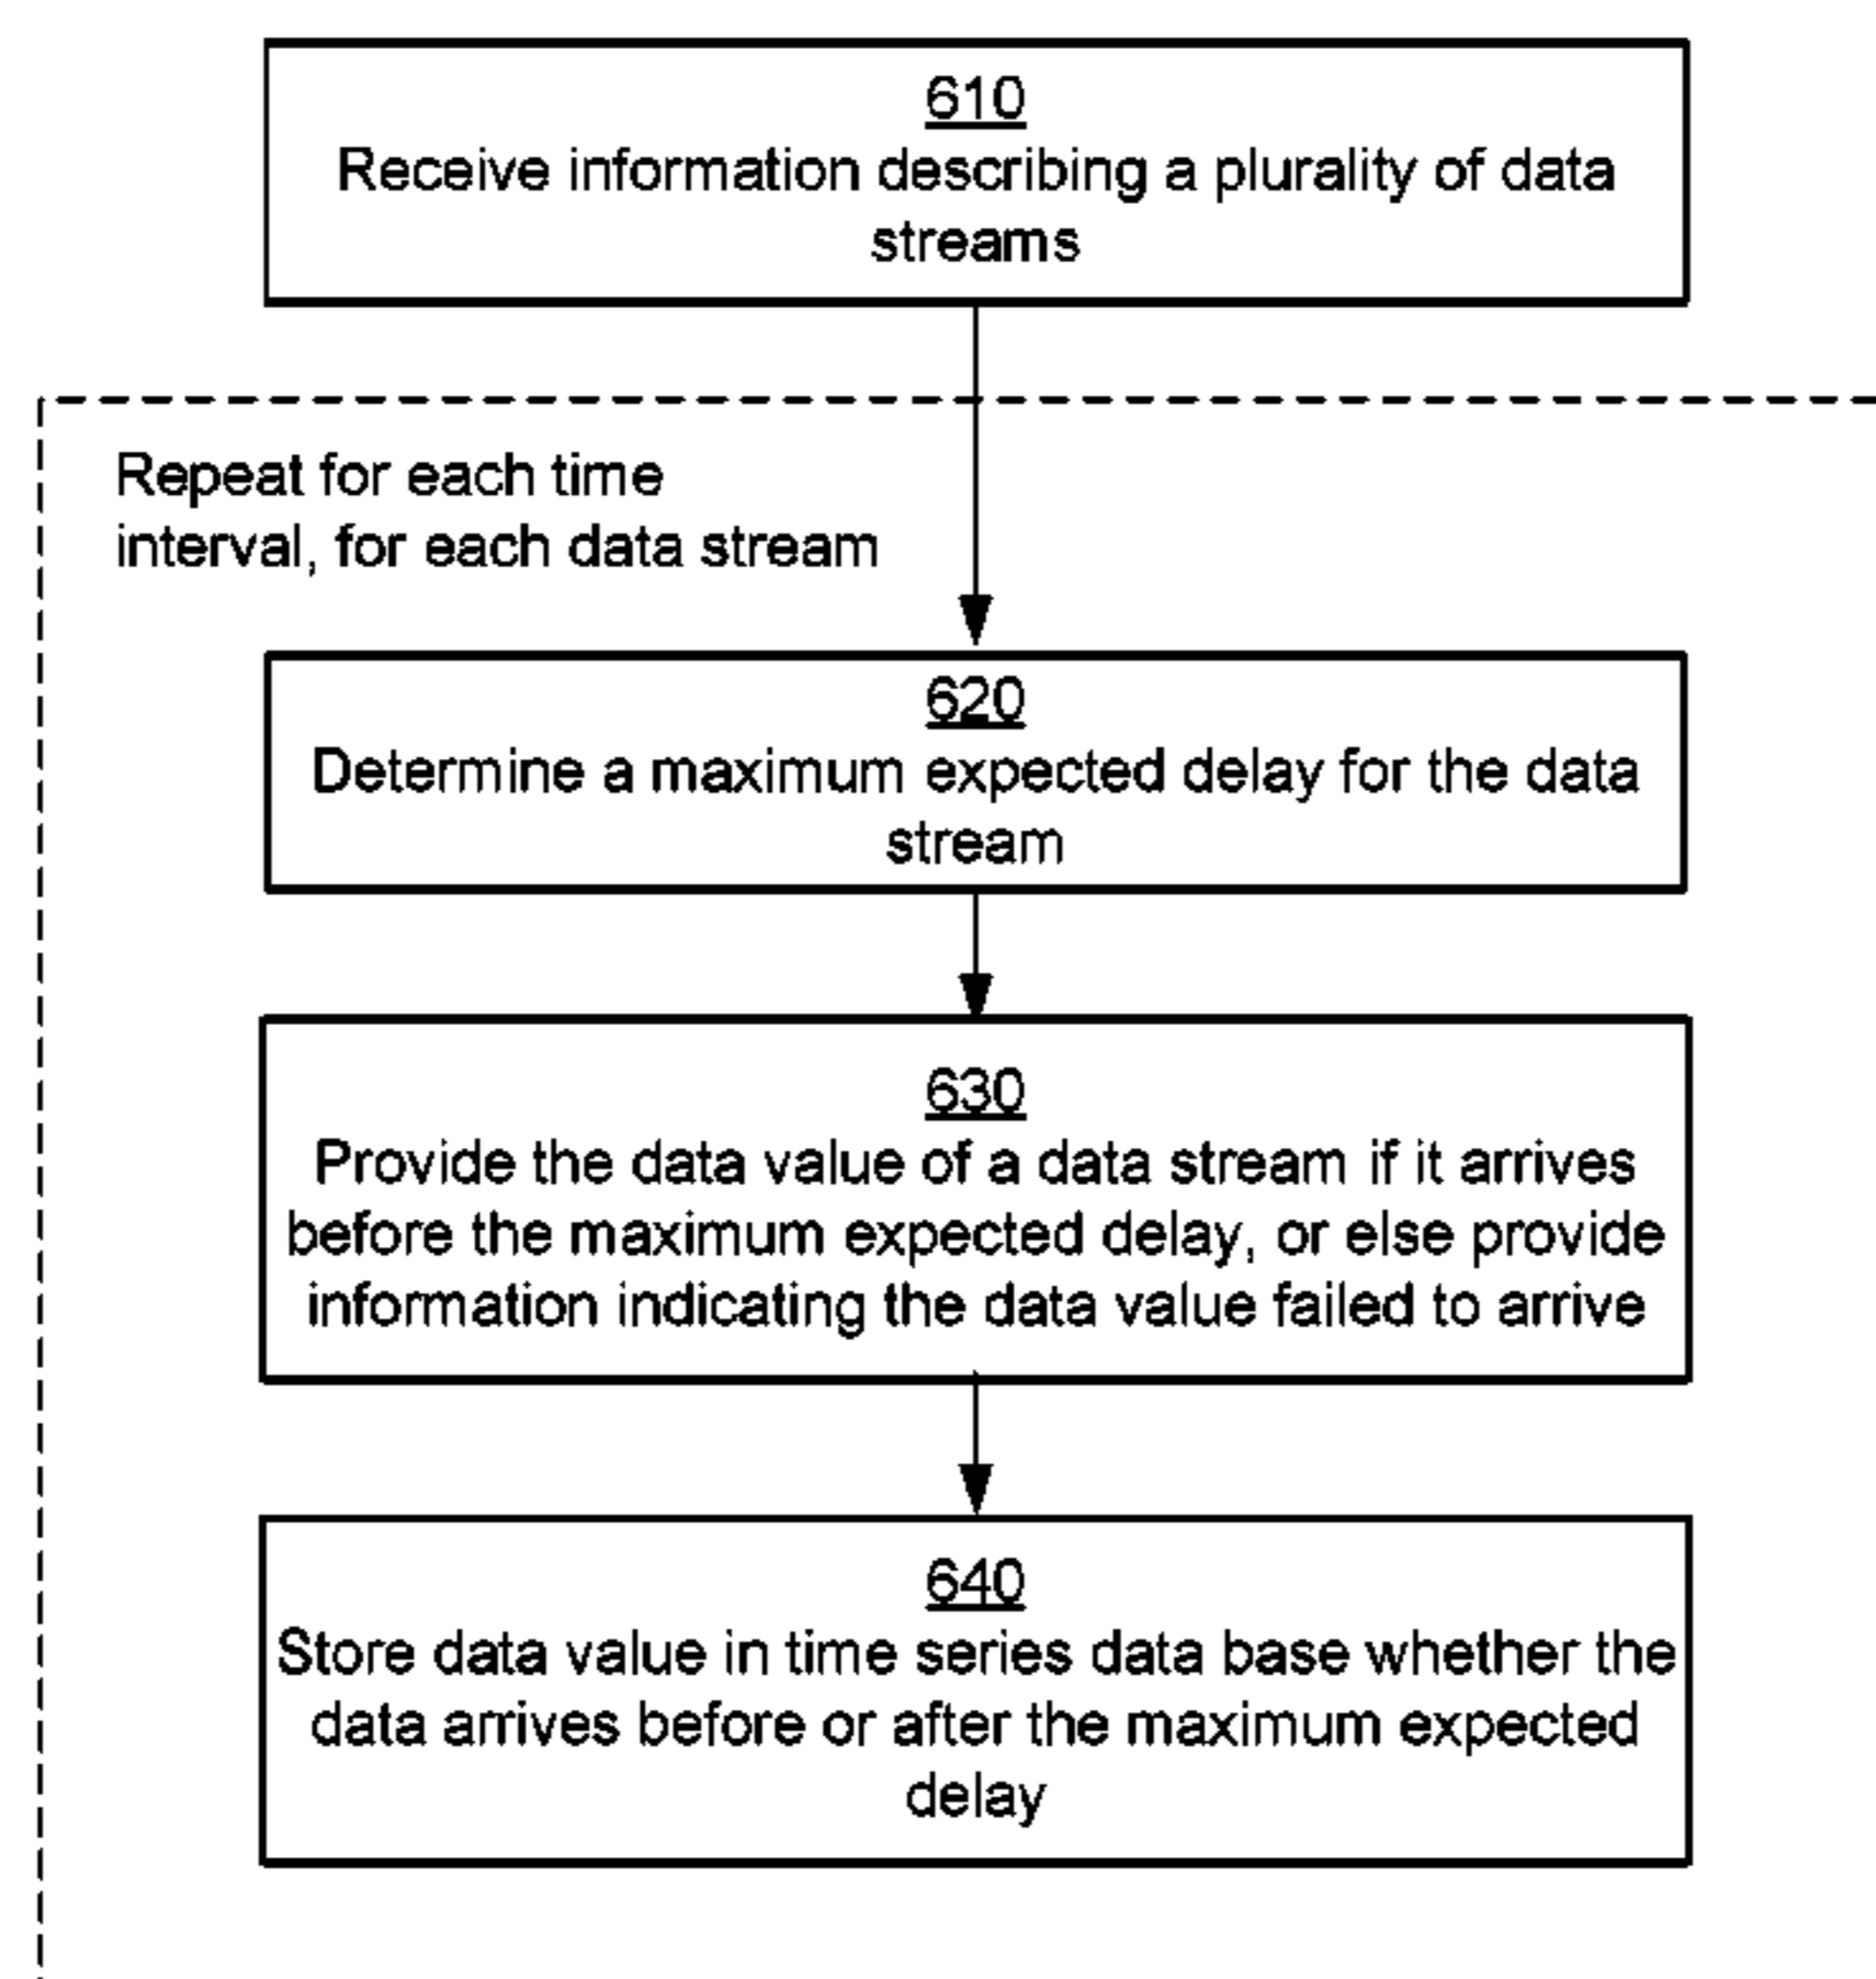 610
Receive information describing a plurality of data
streams
Repeat for each time
interval, for each data stream
620
Determine a maximum expected delay for the data
stream
630
Provide the data value of a data stream if it arrives
before the maximum expected delay, or else provide
information indicating the data value failed to arrive
640
Store data value in time series data base whether the
data arrives before or after the maximum expected
delay